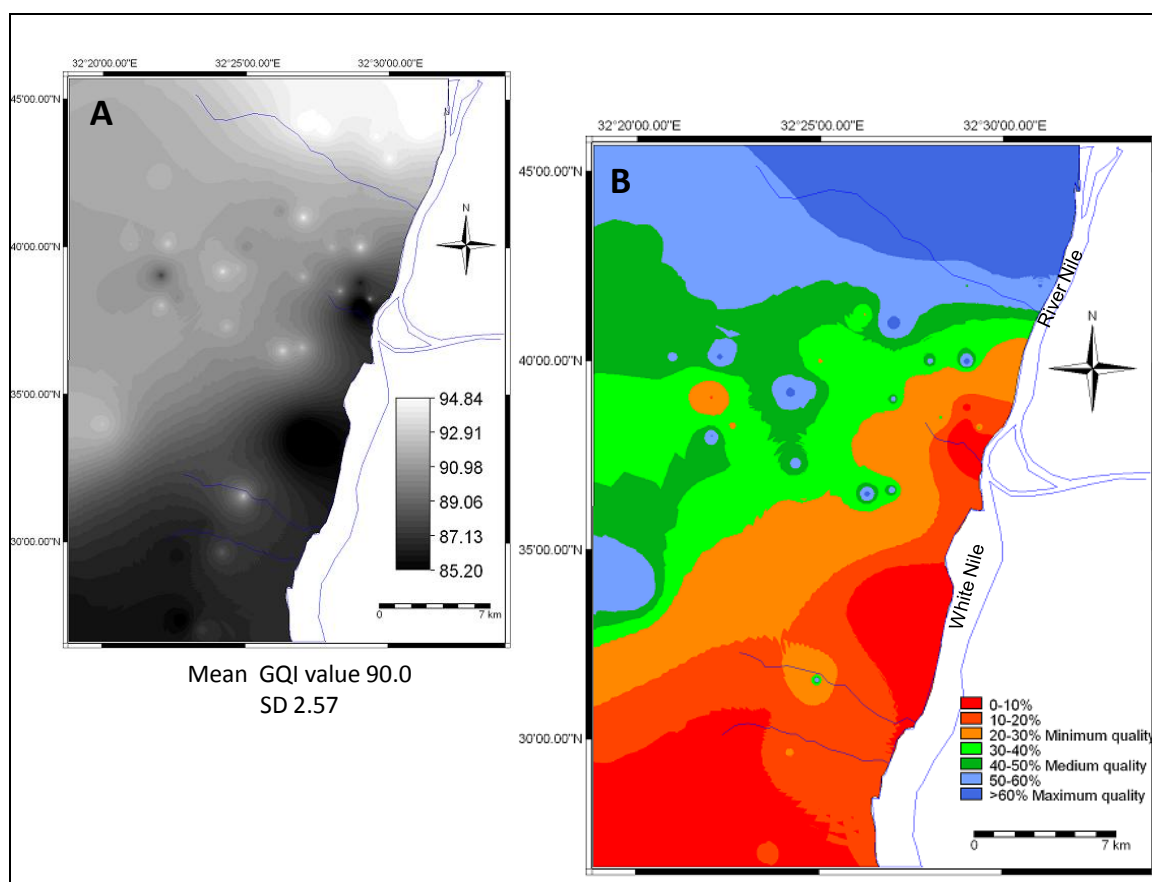 32°20'00.00"E 32°25'00.00"E 32°30'00.00"E
A
45'00.00"N
N
40'00.00"N
35'00.00"N
30'00.00"N
94.84
92.91
90.98
89.06
87.13
85.20
0 7 km
Mean GQI value 90.0
SD 2.57
32°20'00.00"E 32°25'00.00"E 32°30'00.00"E
B
45'00.00"N
River Nile
N
40'00.00"N
35'00.00"N
White Nile
30'00.00"N
0-10%
10-20%
20-30% Minimum quality
30-40%
40-50% Medium quality
50-60%
>60% Maximum quality
0 7 km